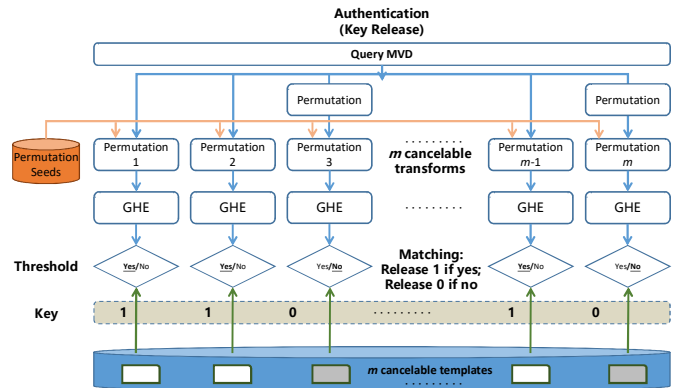 Authentication
(Key Release)
Query MVD
Permutation
Permutation
Permutation
Seeds
Permutation
1
Permutation
2
Permutation
3
.........
m cancelable
transforms
Permutation
m-1
Permutation
m
GHE
GHE
GHE
.........
GHE
GHE
Threshold
Yes/No
Yes/No
Yes/No
Matching:
Release 1 if yes;
Release 0 if no
Yes/No
Yes/No
Key
1
1
0
.........
1
0
m cancelable templates
.........